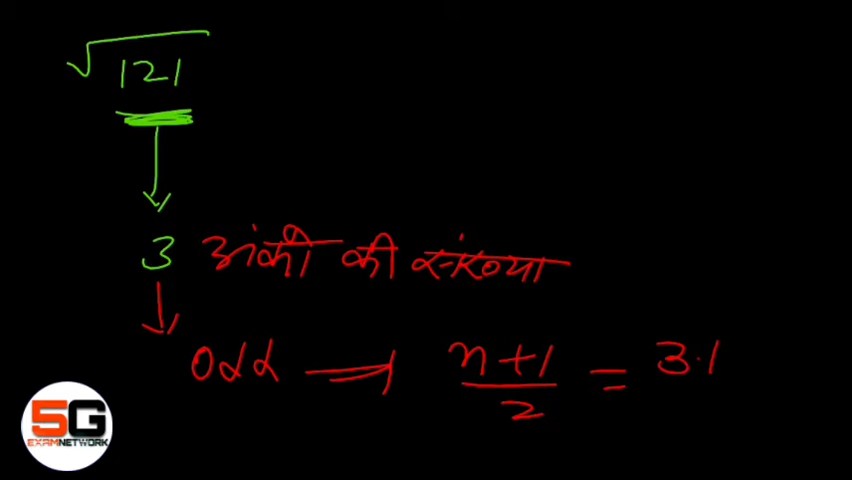 √121
3 अंको की संख्या
odd ⇒ n+1/2 = 3.1
5G
EXAMNETWORK